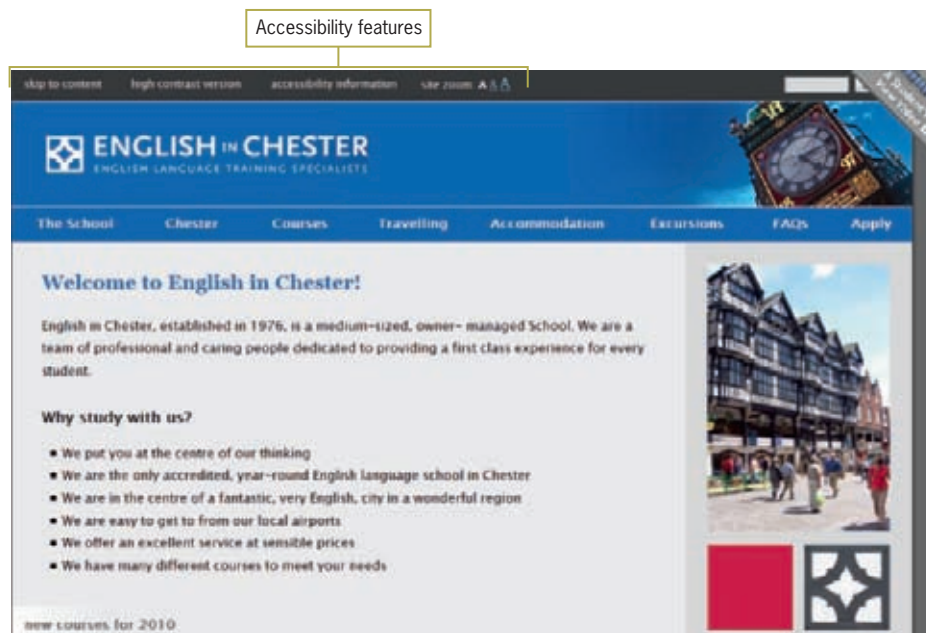 Accessibility features
skip to content high contrast version accessibility information site zoom A A A
ENGLISH IN CHESTER
ENGLISH LANGUAGE TRAINING SPECIALISTS
The School Chester Courses Travelling Accommodation Excursions FAQs Apply
Welcome to English in Chester!
English in Chester, established in 1976, is a medium-sized, owner- managed School. We are a
team of professional and caring people dedicated to providing a first class experience for every
student.
Why study with us?
▪ We put you at the centre of our thinking
▪ We are the only accredited, year-round English language school in Chester
▪ We are in the centre of a fantastic, very English, city in a wonderful region
▪ We are easy to get to from our local airports
▪ We offer an excellent service at sensible prices
▪ We have many different courses to meet your needs
new courses for 2010